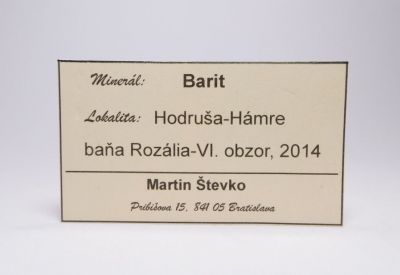 Minerál: Barit
Lokalita: Hodruša-Hámre
baňa Rozália-VI. obzor, 2014
Martin Števko
Pribišova 15, 841 05 Bratislava